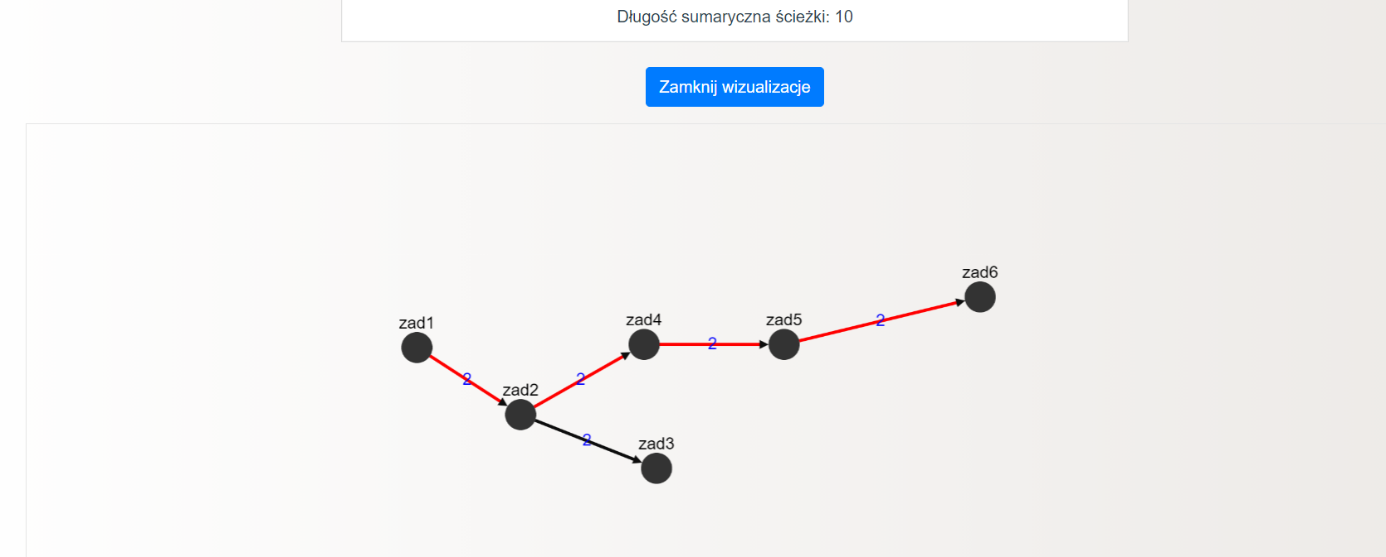 Długość sumaryczna ścieżki: 10
Zamknij wizualizacje
zad6
zad1
zad4
zad5
2
2
2
2
zad2
2
zad3